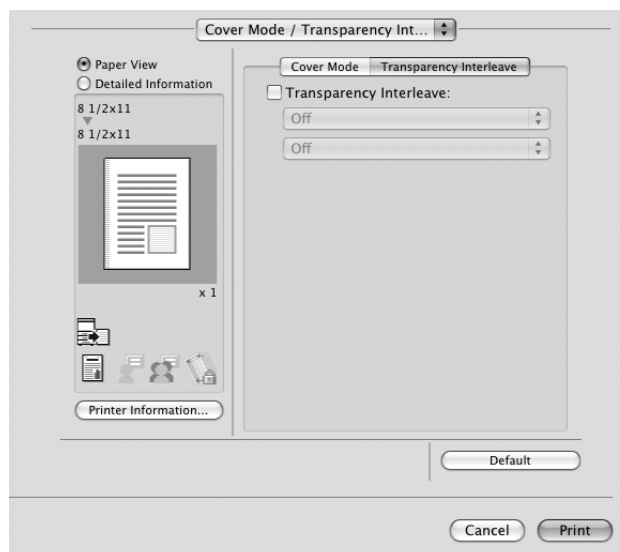 Cover Mode / Transparency Int...
Paper View
Detailed Information
8 1/2x11
8 1/2x11
x 1
Printer Information...
Cover Mode
Transparency Interleave
Transparency Interleave:
Off
Off
Default
Cancel
Print